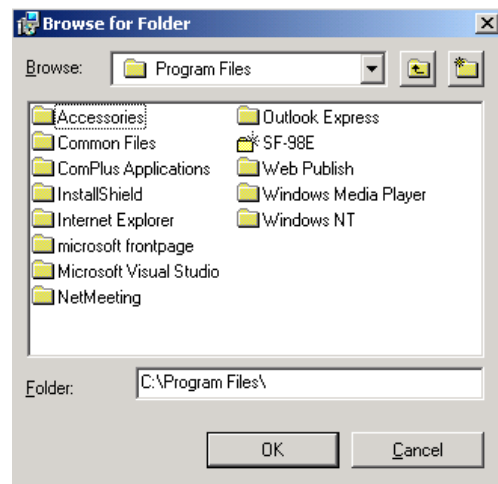 Browse for Folder
Browse: Program Files
Accessories
Common Files
ComPlus Applications
InstallShield
Internet Explorer
microsoft frontpage
Microsoft Visual Studio
NetMeeting
Outlook Express
SF-98E
Web Publish
Windows Media Player
Windows NT
Folder: C:\Program Files\
OK Cancel